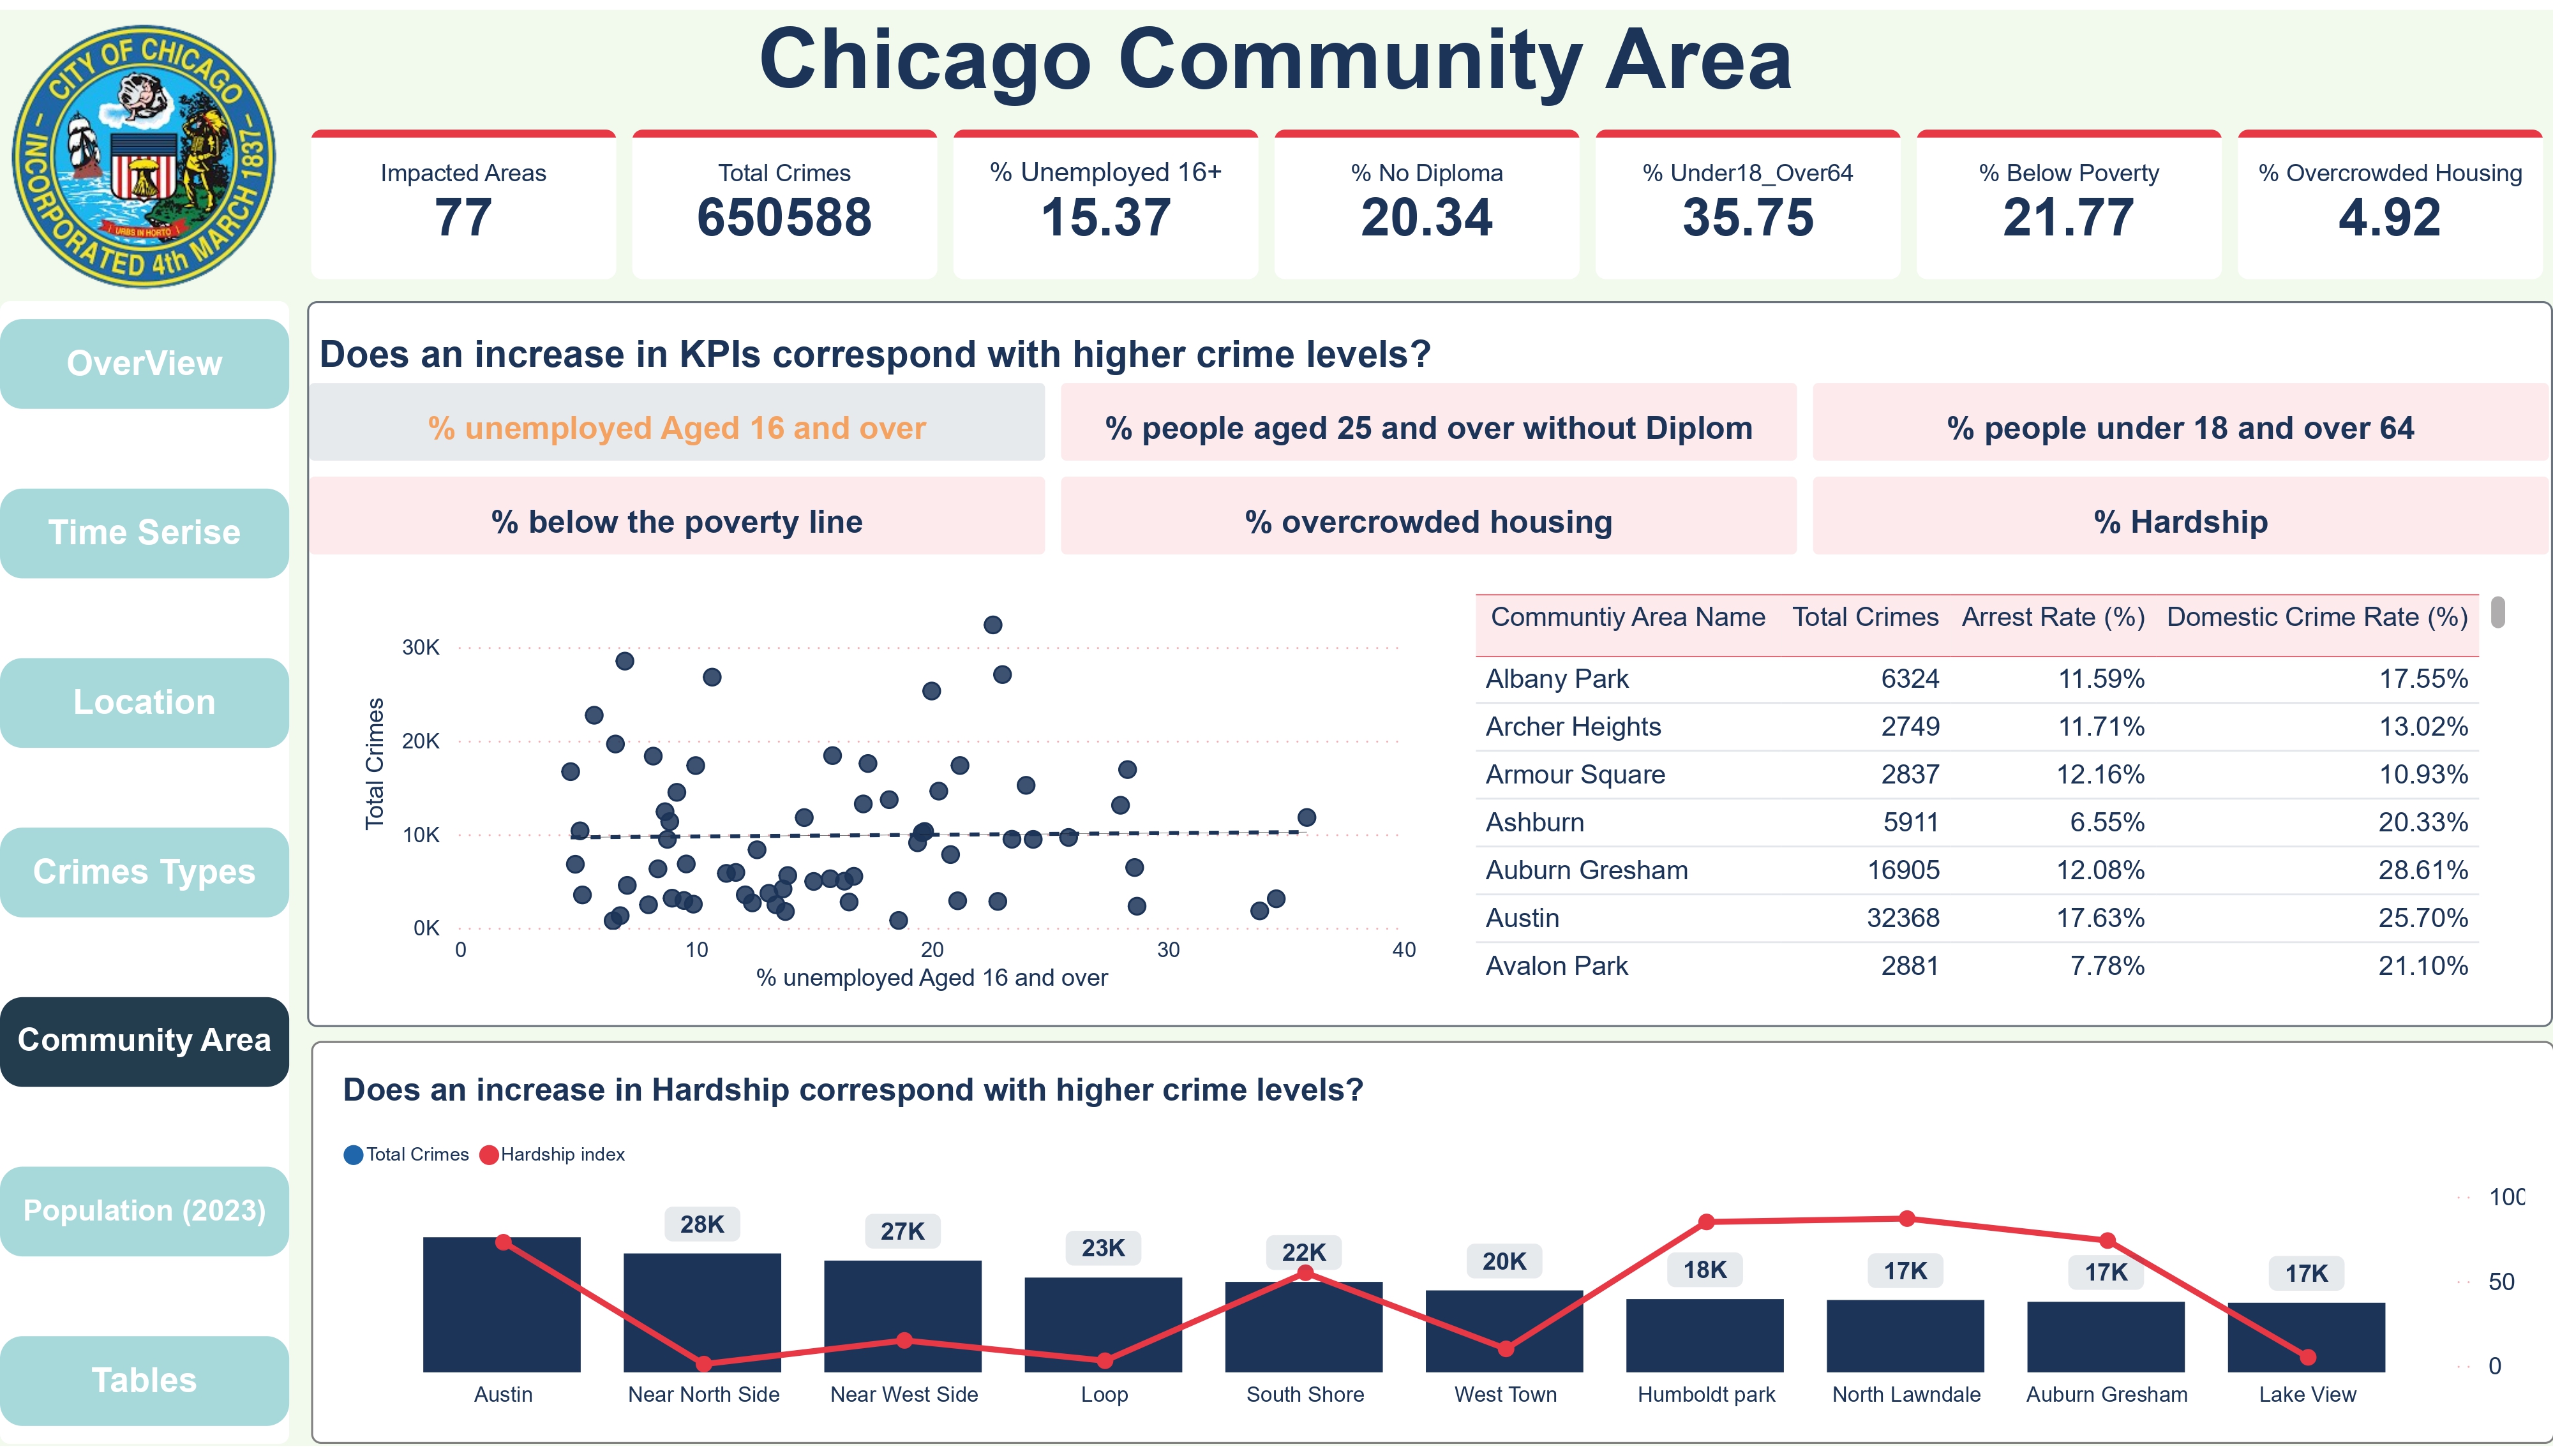 Chicago Community Area
CITY OF CHICAGO
INCORPORATED 4th MARCH 1837
URBS IN HORTO
Impacted Areas
77
Total Crimes
650588
% Unemployed 16+
15.37
% No Diploma
20.34
% Under18_Over64
35.75
% Below Poverty
21.77
% Overcrowded Housing
4.92
OverView
Time Serise
Location
Crimes Types
Community Area
Population (2023)
Tables
Does an increase in KPIs correspond with higher crime levels?
% unemployed Aged 16 and over
% people aged 25 and over without Diplom
% people under 18 and over 64
% below the poverty line
% overcrowded housing
% Hardship
Total Crimes
30K
20K
10K
0K
0 10 20 30 40
% unemployed Aged 16 and over
Communtiy Area Name Total Crimes Arrest Rate (%) Domestic Crime Rate (%)
Albany Park 6324 11.59% 17.55%
Archer Heights 2749 11.71% 13.02%
Armour Square 2837 12.16% 10.93%
Ashburn 5911 6.55% 20.33%
Auburn Gresham 16905 12.08% 28.61%
Austin 32368 17.63% 25.70%
Avalon Park 2881 7.78% 21.10%
Does an increase in Hardship correspond with higher crime levels?
Total Crimes Hardship index
28K 27K 23K 22K 20K 18K 17K 17K 17K
100
50
0
Austin Near North Side Near West Side Loop South Shore West Town Humboldt park North Lawndale Auburn Gresham Lake View